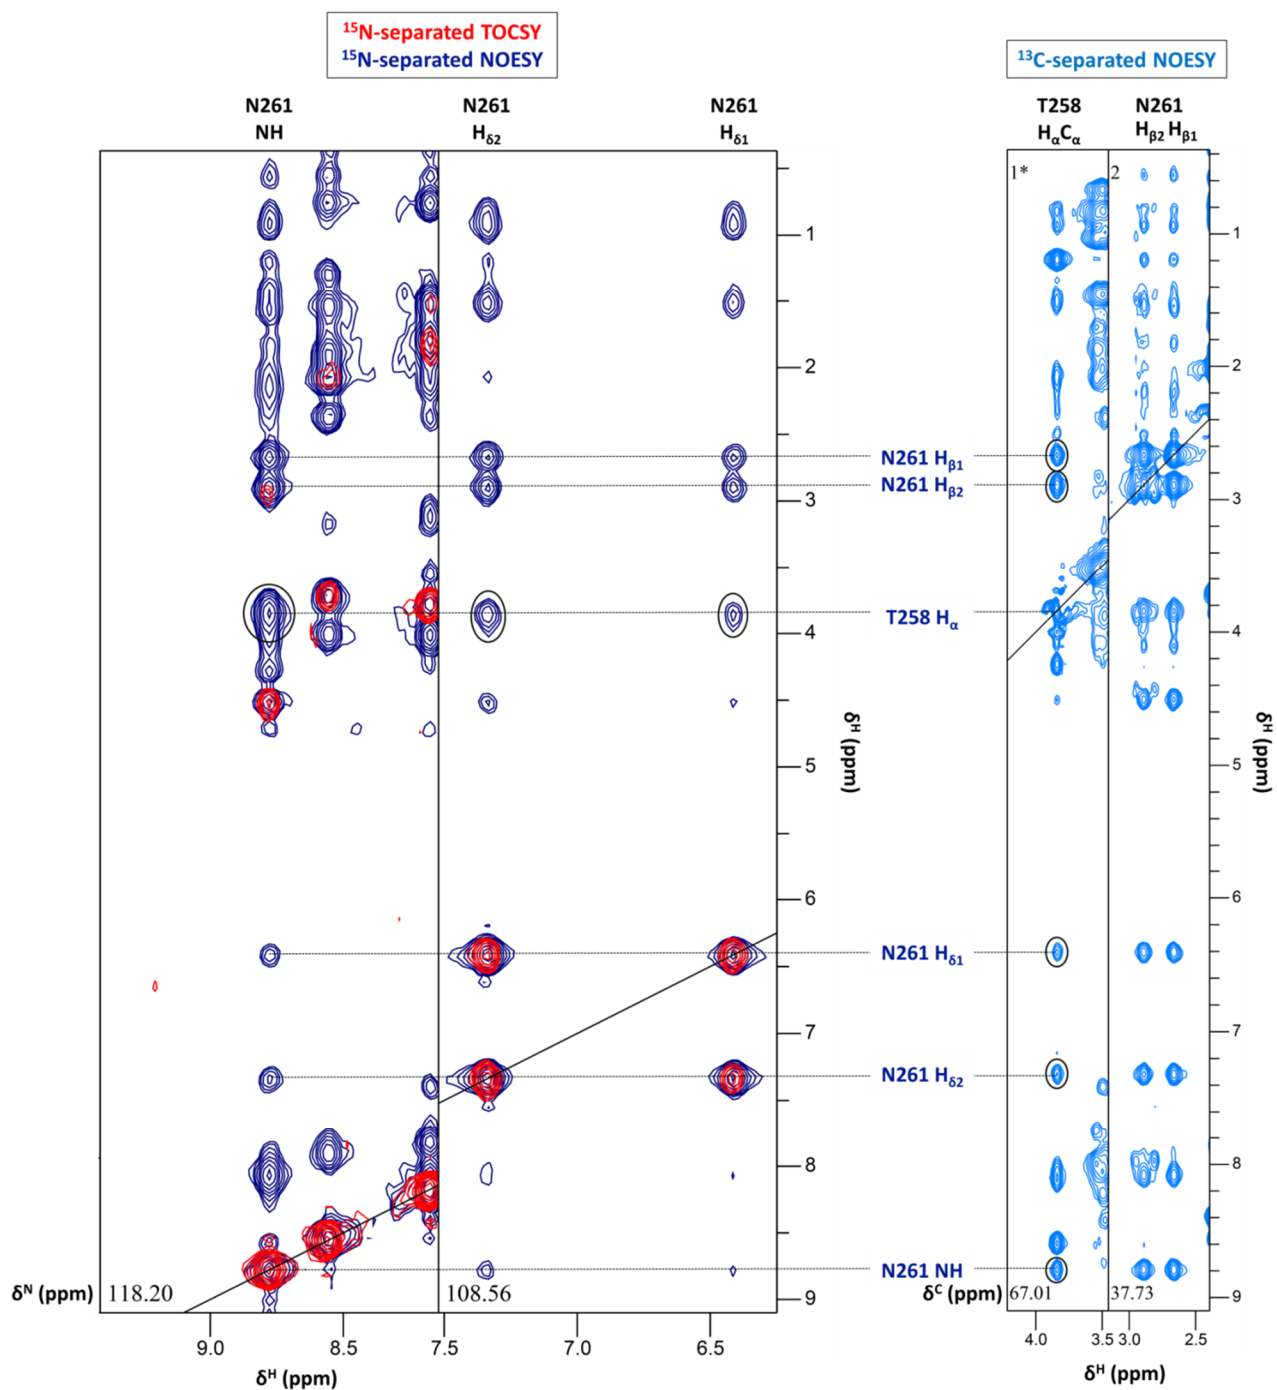 ¹⁵N-separated TOCSY
¹⁵N-separated NOESY
¹³C-separated NOESY
N261
NH
N261
Hδ2
N261
Hδ1
T258
HαCα
N261
Hβ2 Hβ1
1*
2
1
2
3
4
5
6
7
8
9
δᴴ (ppm)
N261 Hβ1
N261 Hβ2
T258 Hα
N261 Hδ1
N261 Hδ2
N261 NH
1
2
3
4
5
6
7
8
9
δᴴ (ppm)
δᴺ (ppm)
118.20
108.56
δᶜ (ppm)
67.01
37.73
9.0
8.5
7.5
7.0
6.5
δᴴ (ppm)
4.0
3.5
3.0
2.5
δᴴ (ppm)